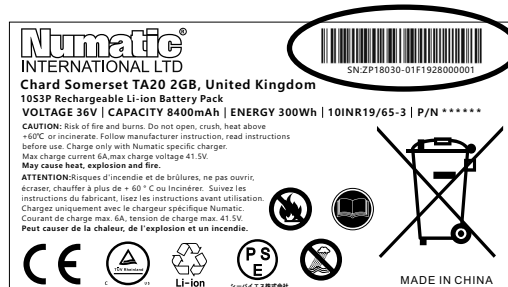 Numatic®
INTERNATIONAL LTD
SN:ZP18030-01F1928000001
Chard Somerset TA20 2GB, United Kingdom
10S3P Rechargeable Li-ion Battery Pack
VOLTAGE 36V | CAPACITY 8400mAh | ENERGY 300Wh | 10INR19/65-3 | P/N ******
CAUTION: Risk of fire and burns. Do not open, crush, heat above
+60℃ or incinerate. Follow manufacturer instruction, read instructions
before use. Charge only with Numatic specific charger.
Max charge current 6A,max charge voltage 41.5V.
May cause heat, explosion and fire.
ATTENTION:Risques d'incendie et de brûlures, ne pas ouvrir,
écraser, chauffer à plus de + 60 ° C ou Incinérer. Suivez les
instructions du fabricant, lisez les instructions avant utilisation.
Chargez uniquement avec le chargeur spécifique Numatic.
Courant de charge max. 6A, tension de charge max. 41.5V.
Peut causer de la chaleur, de l'explosion et un incendie.
CE
TÜV Rheinland
C US
Li-ion
PS
E
MADE IN CHINA